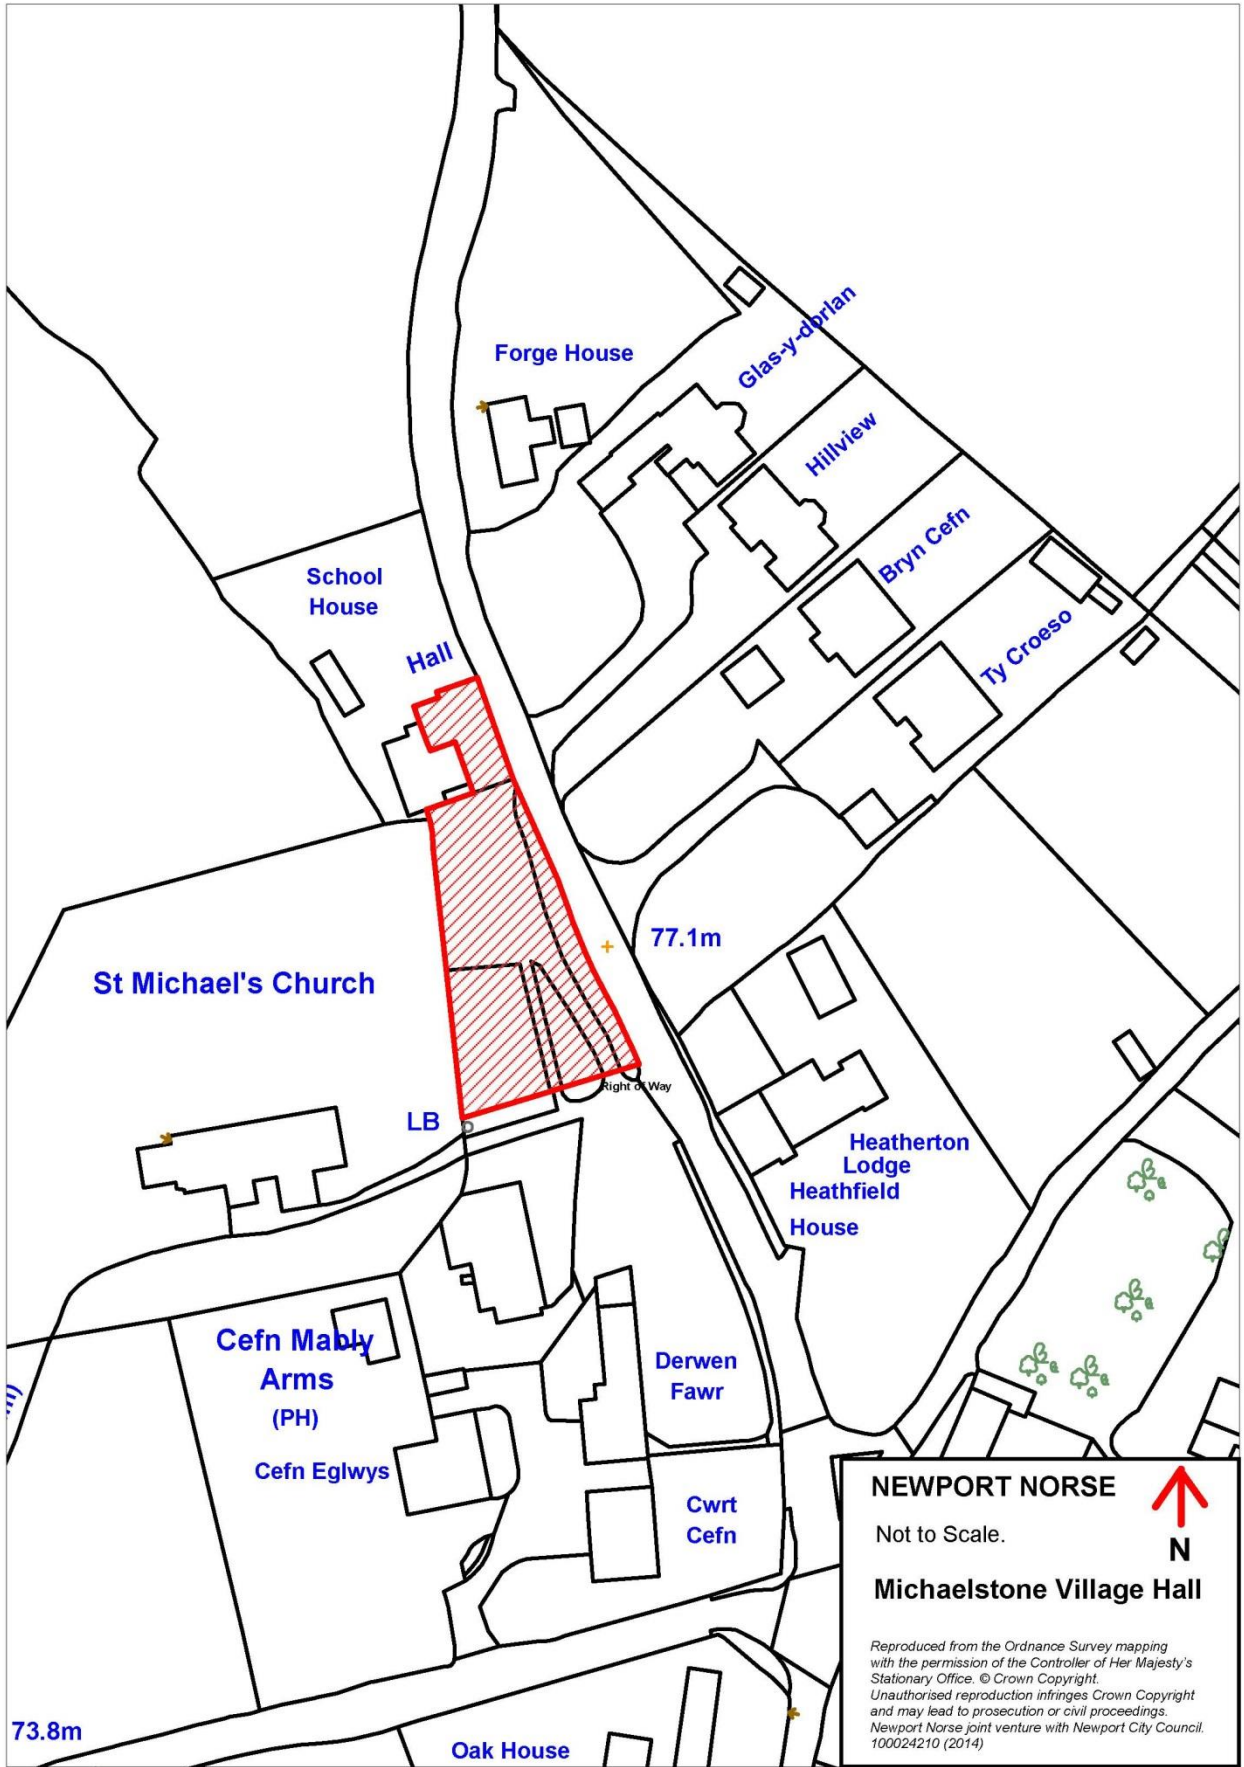 Forge House
Glas-y-dorlan
Hillview
Bryn Cefn
School
House
Hall
Ty Croeso
77.1m
St Michael's Church
Right of Way
LB
Heatherton
Lodge
Heathfield
House
Cefn Mably
Arms
(PH)
Derwen
Fawr
Cefn Eglwys
Cwrt
Cefn
73.8m
Oak House
NEWPORT NORSE
Not to Scale.
N
Michaelstone Village Hall
Reproduced from the Ordnance Survey mapping
with the permission of the Controller of Her Majesty's
Stationary Office. © Crown Copyright.
Unauthorised reproduction infringes Crown Copyright
and may lead to prosecution or civil proceedings.
Newport Norse joint venture with Newport City Council.
100024210 (2014)